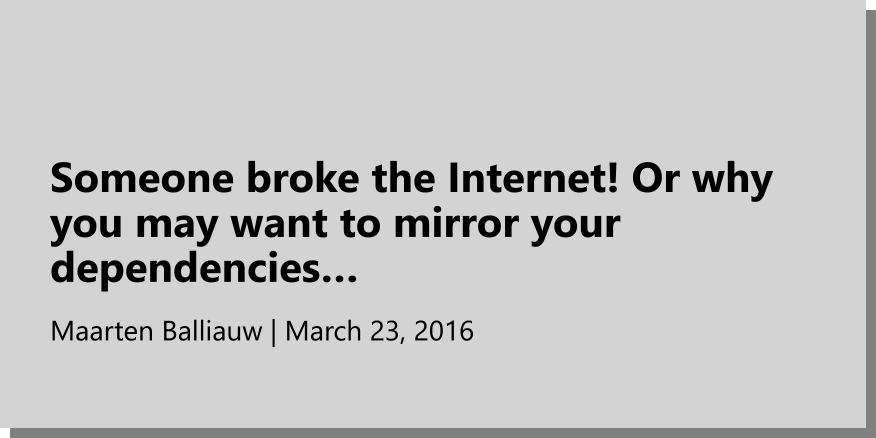 Someone broke the Internet! Or why
you may want to mirror your
dependencies...
Maarten Balliauw | March 23, 2016